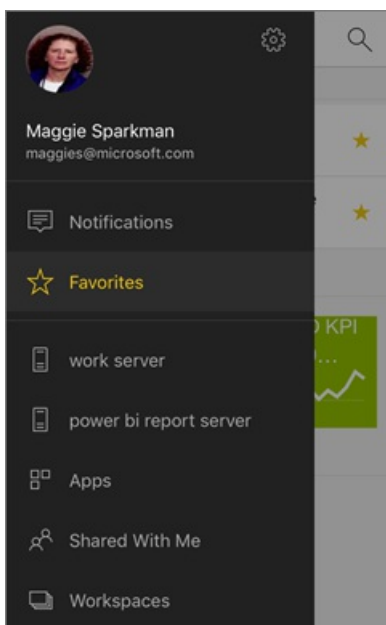 Maggie Sparkman
maggies@microsoft.com
Notifications
Favorites
work server
KPI
...
power bi report server
Apps
Shared With Me
Workspaces